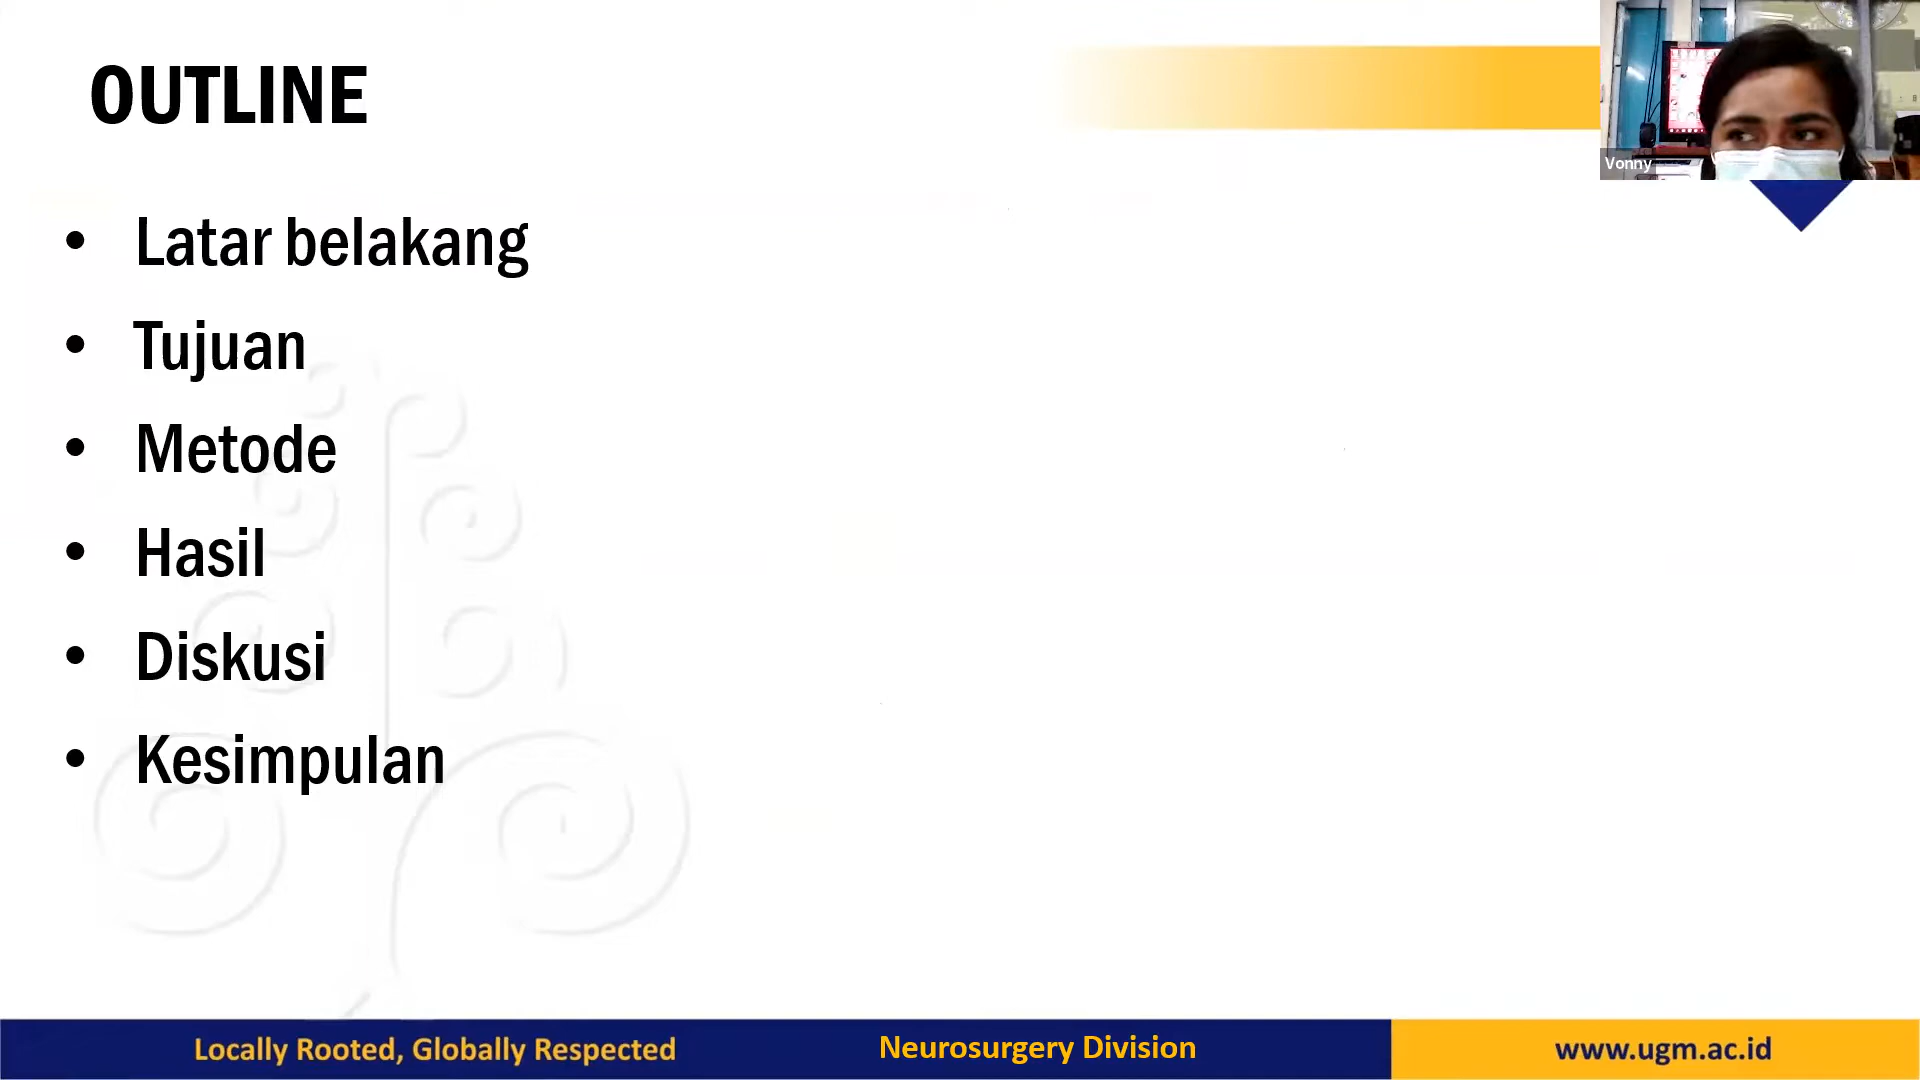 OUTLINE
Vonny
• Latar belakang
• Tujuan
• Metode
• Hasil
• Diskusi
• Kesimpulan
Locally Rooted, Globally Respected
Neurosurgery Division
www.ugm.ac.id